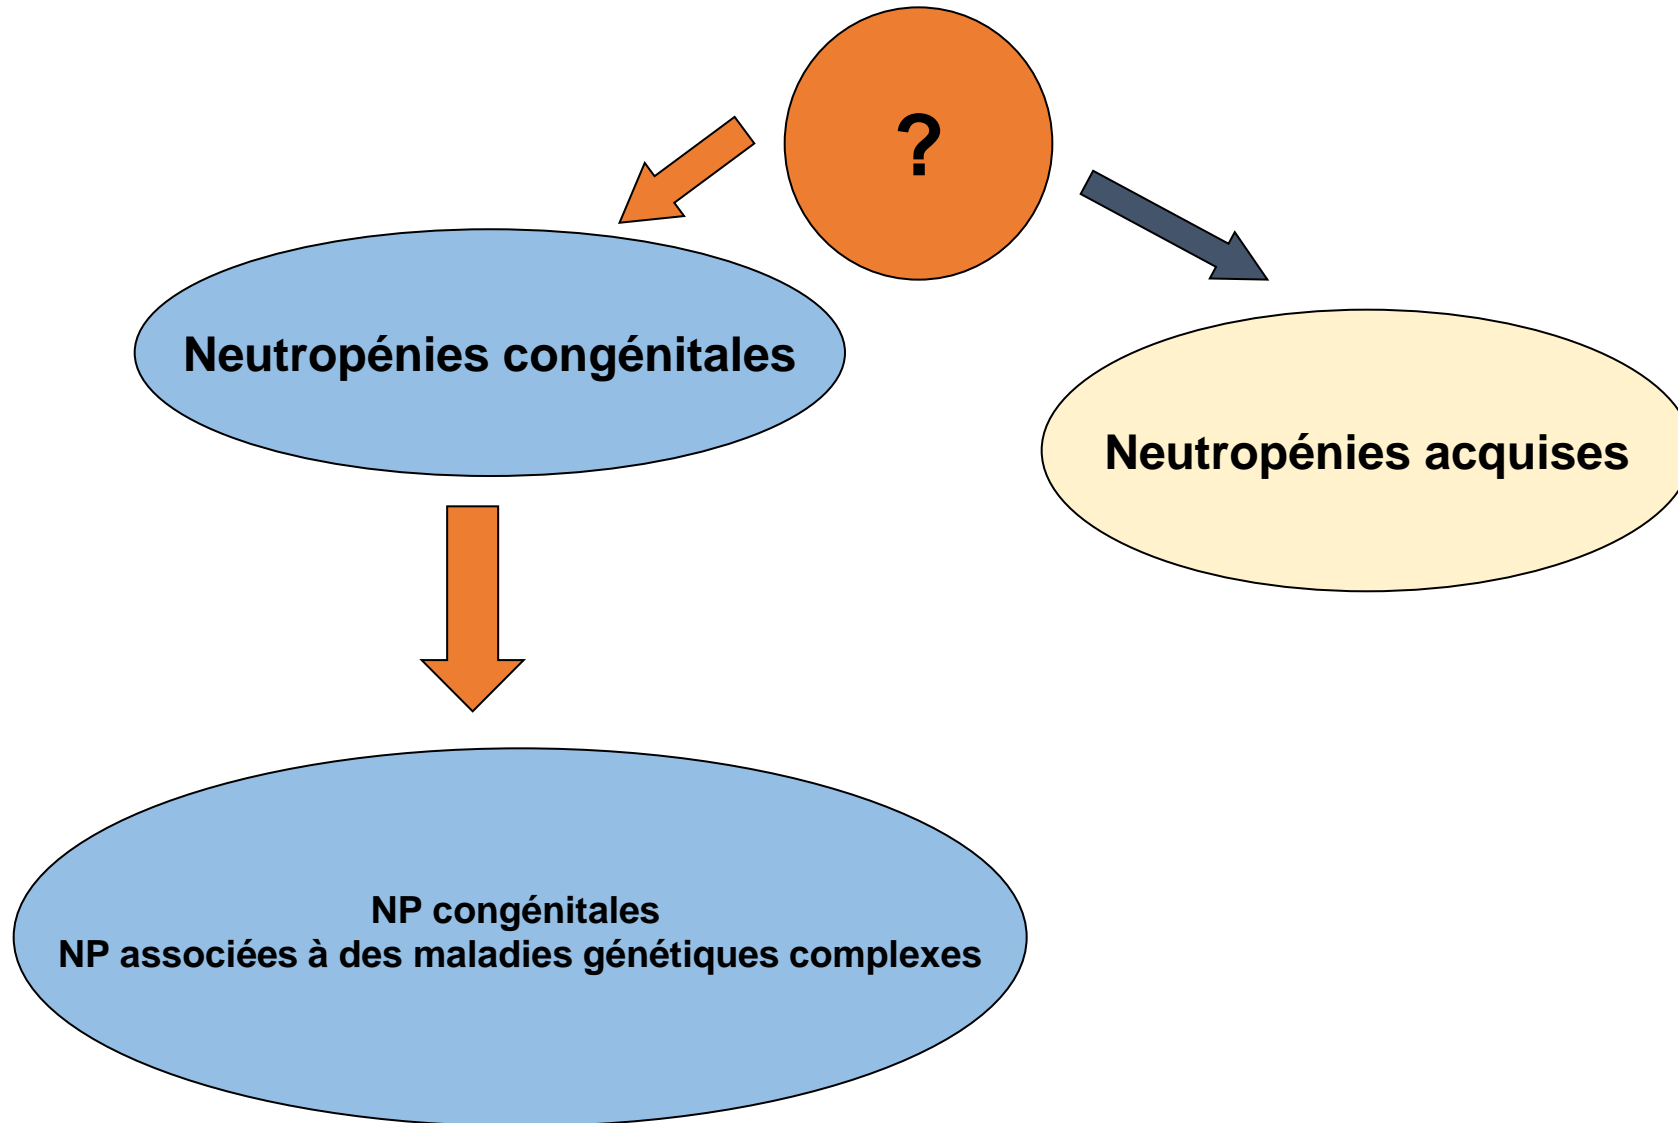 ?
Neutropénies congénitales
Neutropénies acquises
NP congénitales
NP associées à des maladies génétiques complexes